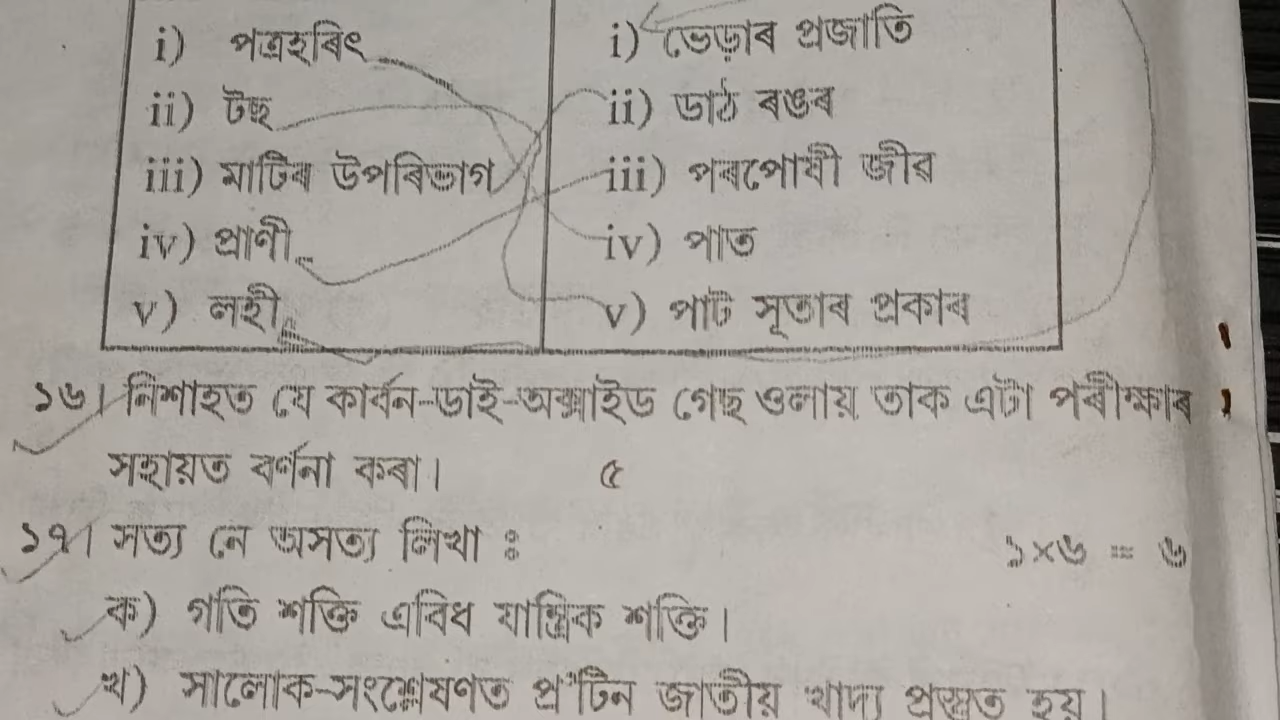 i) পত্ৰহৰিৎ i) ভেড়াৰ প্ৰজাতি
ii) টছ ii) ডাঠ ৰঙৰ
iii) মাটিৰ উপৰিভাগ iii) পৰপোষী জীৱ
iv) প্ৰাণী iv) পাত
v) লহী v) পাট সূতাৰ প্ৰকাৰ
১৬। নিশাহত যে কাৰ্বন-ডাই-অক্সাইড গেছ ওলায় তাক এটা পৰীক্ষাৰ
সহায়ত বৰ্ণনা কৰা। ৫
১৭। সত্য নে অসত্য লিখা : ১×৬ = ৬
ক) গতি শক্তি এবিধ যান্ত্ৰিক শক্তি।
খ) সালোক-সংশ্লেষণত প্ৰ'টিন জাতীয় খাদ্য প্ৰস্তুত হয়।